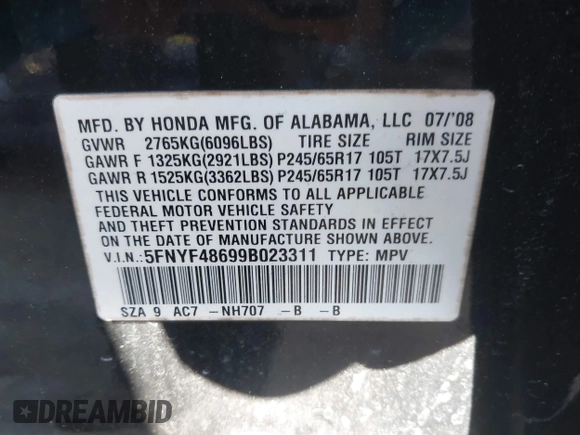 MFD. BY HONDA MFG. OF ALABAMA, LLC 07/'08
GVWR 2765KG(6096LBS) TIRE SIZE RIM SIZE
GAWR F 1325KG(2921LBS) P245/65R17 105T 17X7.5J
GAWR R 1525KG(3362LBS) P245/65R17 105T 17X7.5J
THIS VEHICLE CONFORMS TO ALL APPLICABLE
FEDERAL MOTOR VEHICLE SAFETY
AND THEFT PREVENTION STANDARDS IN EFFECT
ON THE DATE OF MANUFACTURE SHOWN ABOVE.
V.I.N.: 5FNYF48699B023311 TYPE: MPV
SZA 9 AC7 -NH707 -B -B
DREAMBID